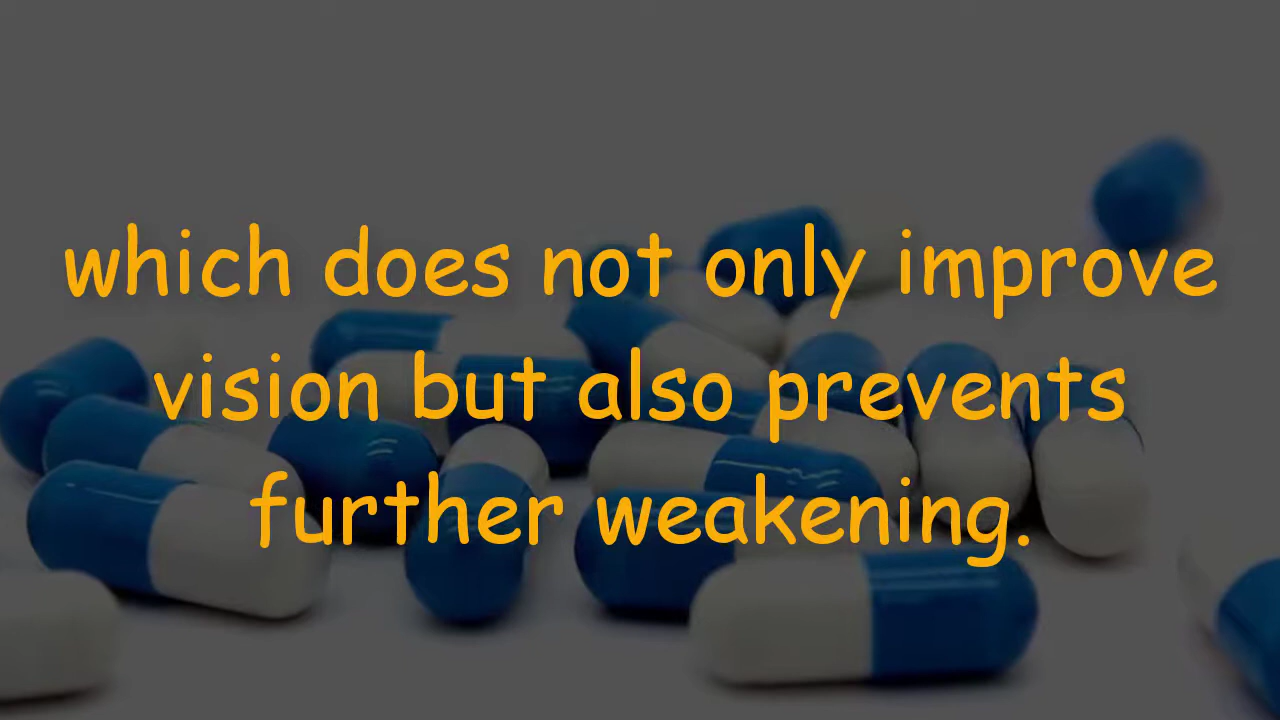 which does not only improve
vision but also prevents
further weakening.